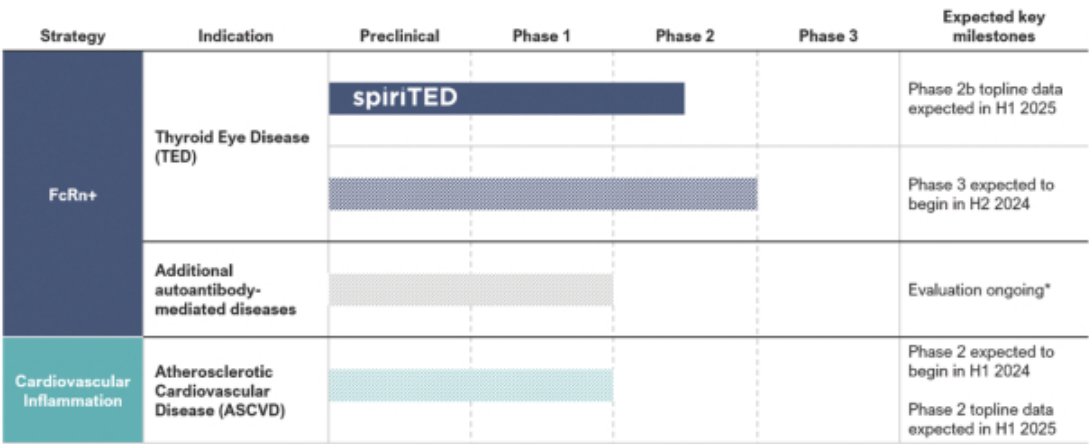 Strategy
Indication
Preclinical
Phase 1
Phase 2
Phase 3
Expected key
milestones
FcRn+
Thyroid Eye Disease
(TED)
spiriTED
Phase 2b topline data
expected in H1 2025
Phase 3 expected to
begin in H2 2024
Additional
autoantibody-
mediated diseases
Evaluation ongoing*
Cardiovascular
Inflammation
Atherosclerotic
Cardiovascular
Disease (ASCVD)
Phase 2 expected to
begin in H1 2024
Phase 2 topline data
expected in H1 2025